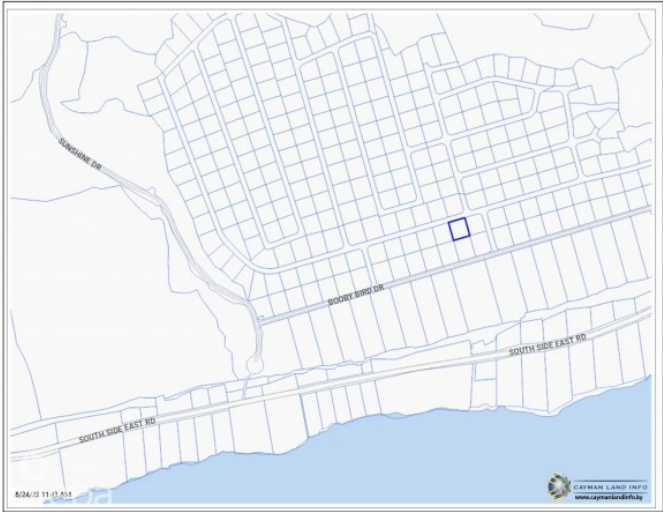 SUNSHINE DR
BOOBY BIRD DR
SOUTH SIDE EAST RD
SOUTH SIDE EAST RD
CAYMAN LAND INFO
www.caymanlandinfo.ky